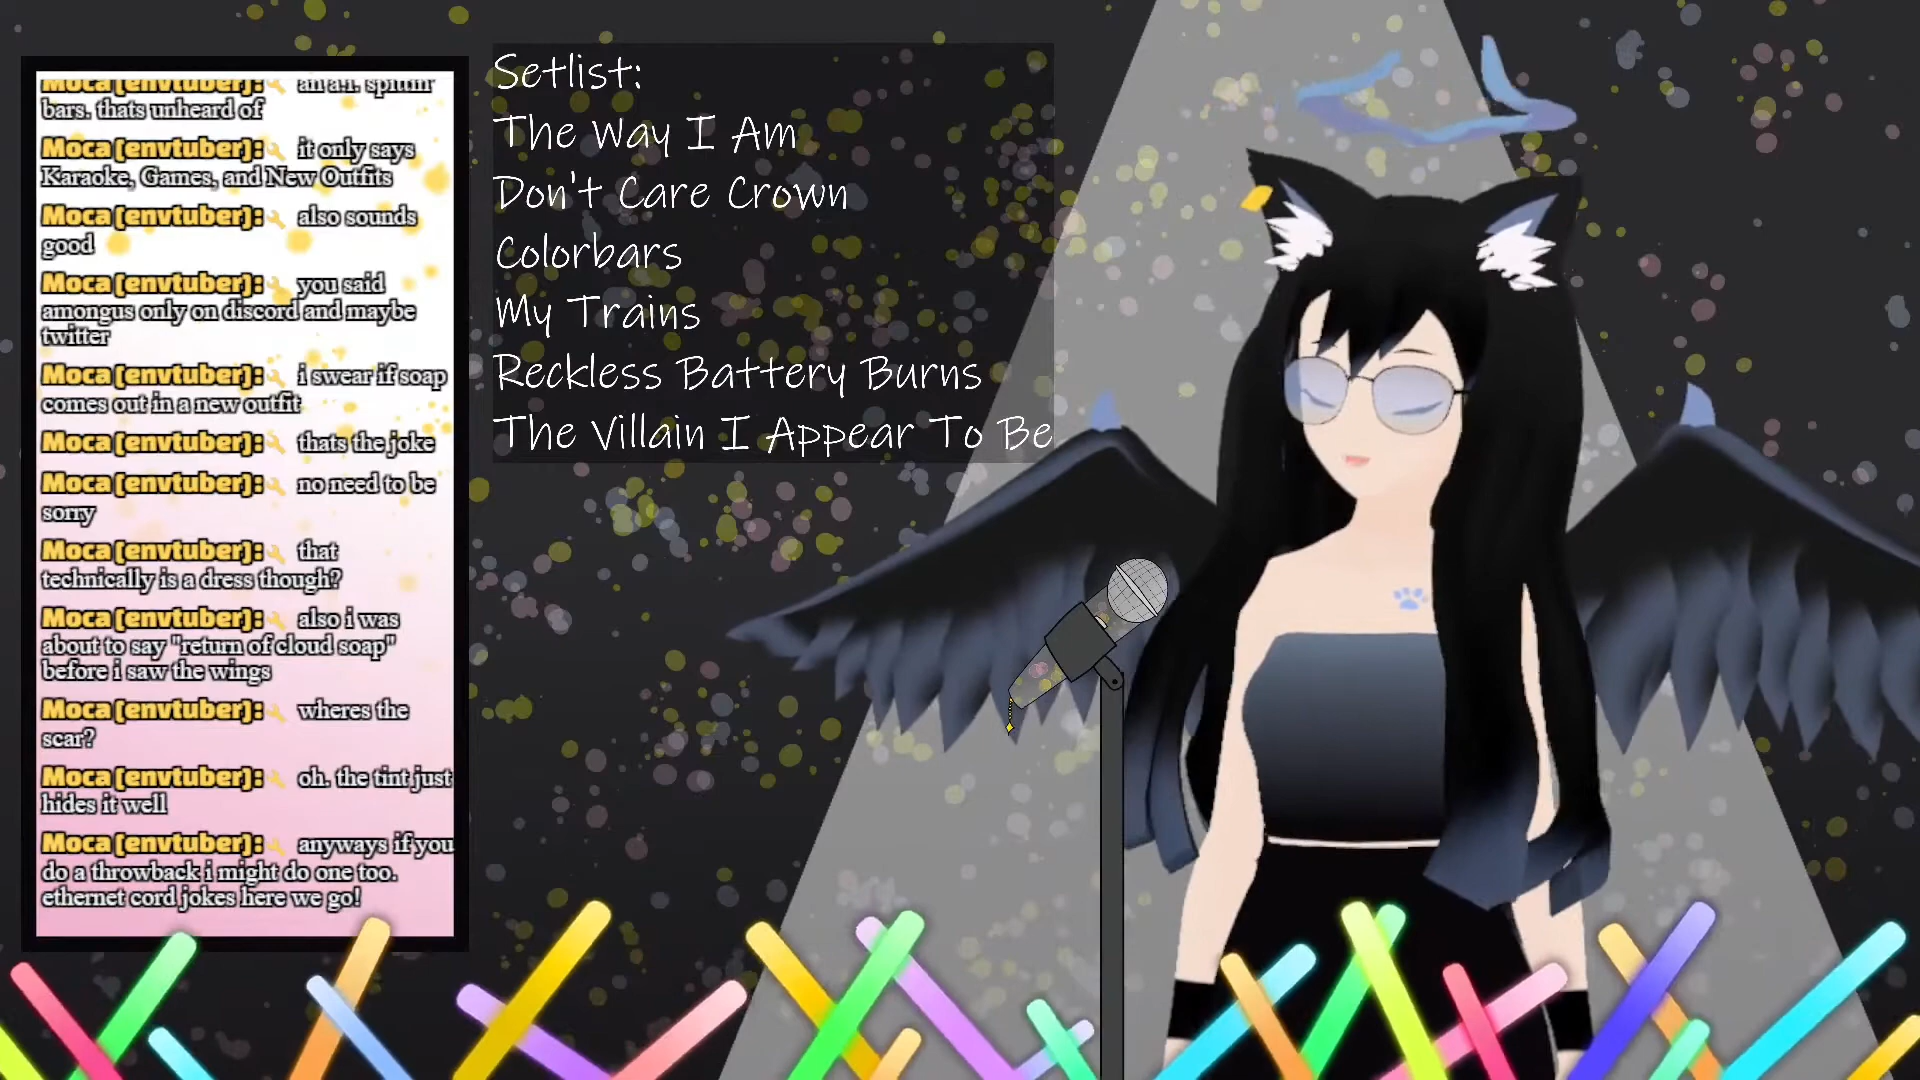 Moca[envtuber]: an a.i. spittin
bars. thats unheard of
Moca[envtuber]: it only says
Karaoke, Games, and New Outfits
Moca[envtuber]: also sounds
good
Moca[envtuber]: you said
amongus only on discord and maybe
twitter
Moca[envtuber]: i swear if soap
comes out in a new outfit
Moca[envtuber]: thats the joke
Moca[envtuber]: no need to be
sorry
Moca[envtuber]: that
technically is a dress though?
Moca[envtuber]: also i was
about to say "return of cloud soap"
before i saw the wings
Moca[envtuber]: wheres the
scar?
Moca[envtuber]: oh. the tint just
hides it well
Moca[envtuber]: anyways if you
do a throwback i might do one too.
ethernet cord jokes here we go!
Setlist:
The Way I Am
Don't Care Crown
Colorbars
My Trains
Reckless Battery Burns
The Villain I Appear To Be